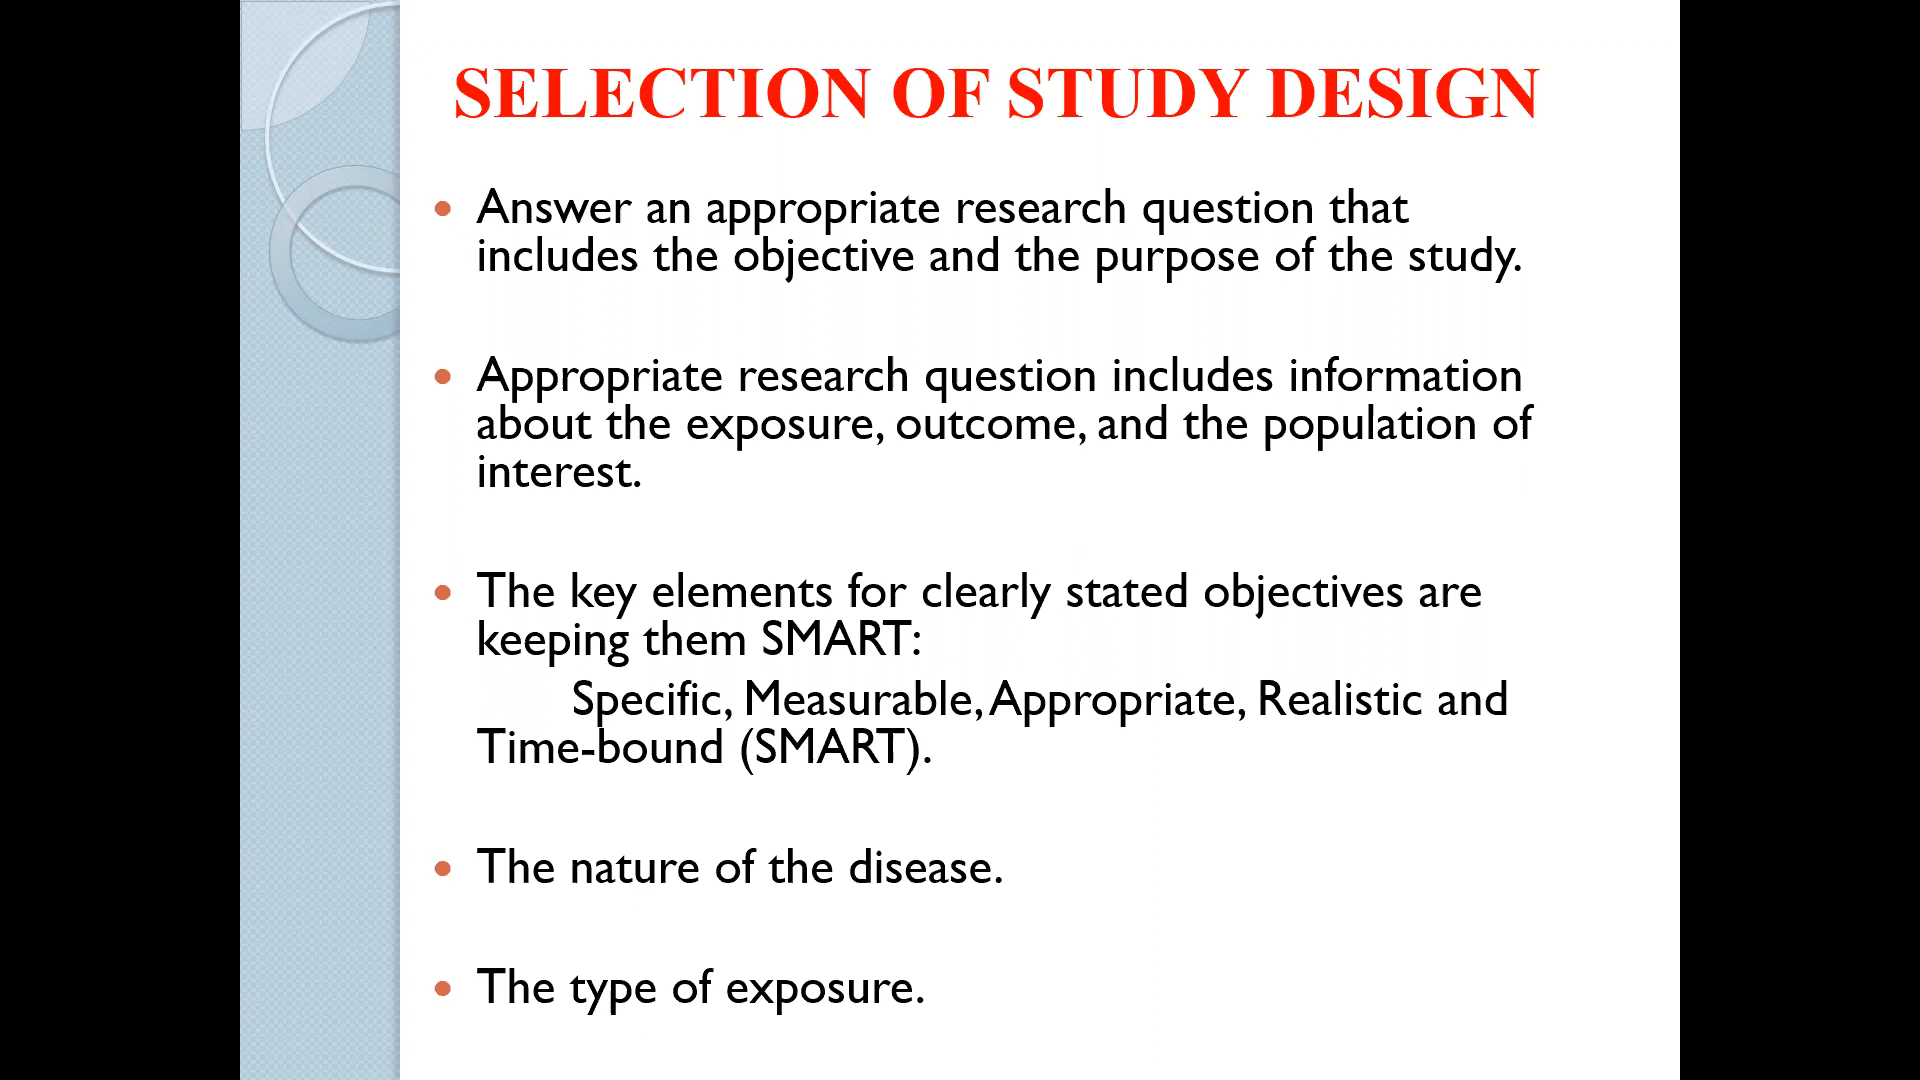 SELECTION OF STUDY DESIGN
• Answer an appropriate research question that
includes the objective and the purpose of the study.
• Appropriate research question includes information
about the exposure, outcome, and the population of
interest.
• The key elements for clearly stated objectives are
keeping them SMART:
Specific, Measurable, Appropriate, Realistic and
Time-bound (SMART).
• The nature of the disease.
• The type of exposure.